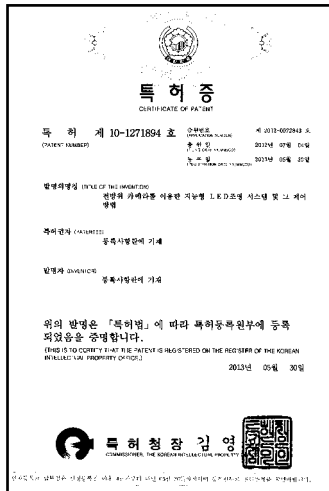 특허증
CERTIFICATE OF PATENT
특 허 제 10-1271894 호
(PATENT NUMBER)
출원번호 제 2012-0072843 호
(APPLICATION NUMBER)
출 원 일 2012년 07월 04일
등 록 일 2013년 05월 30일
발명의명칭 (TITLE OF THE INVENTION)
전방위 카메라를 이용한 지능형 LED조명 시스템 및 그 제어
방법
특허권자 (PATENTEE)
등록사항란에 기재
발명자 (INVENTOR)
등록사항란에 기재
위의 발명은 「특허법」에 따라 특허등록원부에 등록
되었음을 증명합니다.
(THIS IS TO CERTIFY THAT THE PATENT IS REGISTERED ON THE REGISTER OF THE KOREAN
INTELLECTUAL PROPERTY OFFICE.)
2013년 05월 30일
특허청장 김영
COMMISSIONER, THE KOREAN INTELLECTUAL PROPERTY